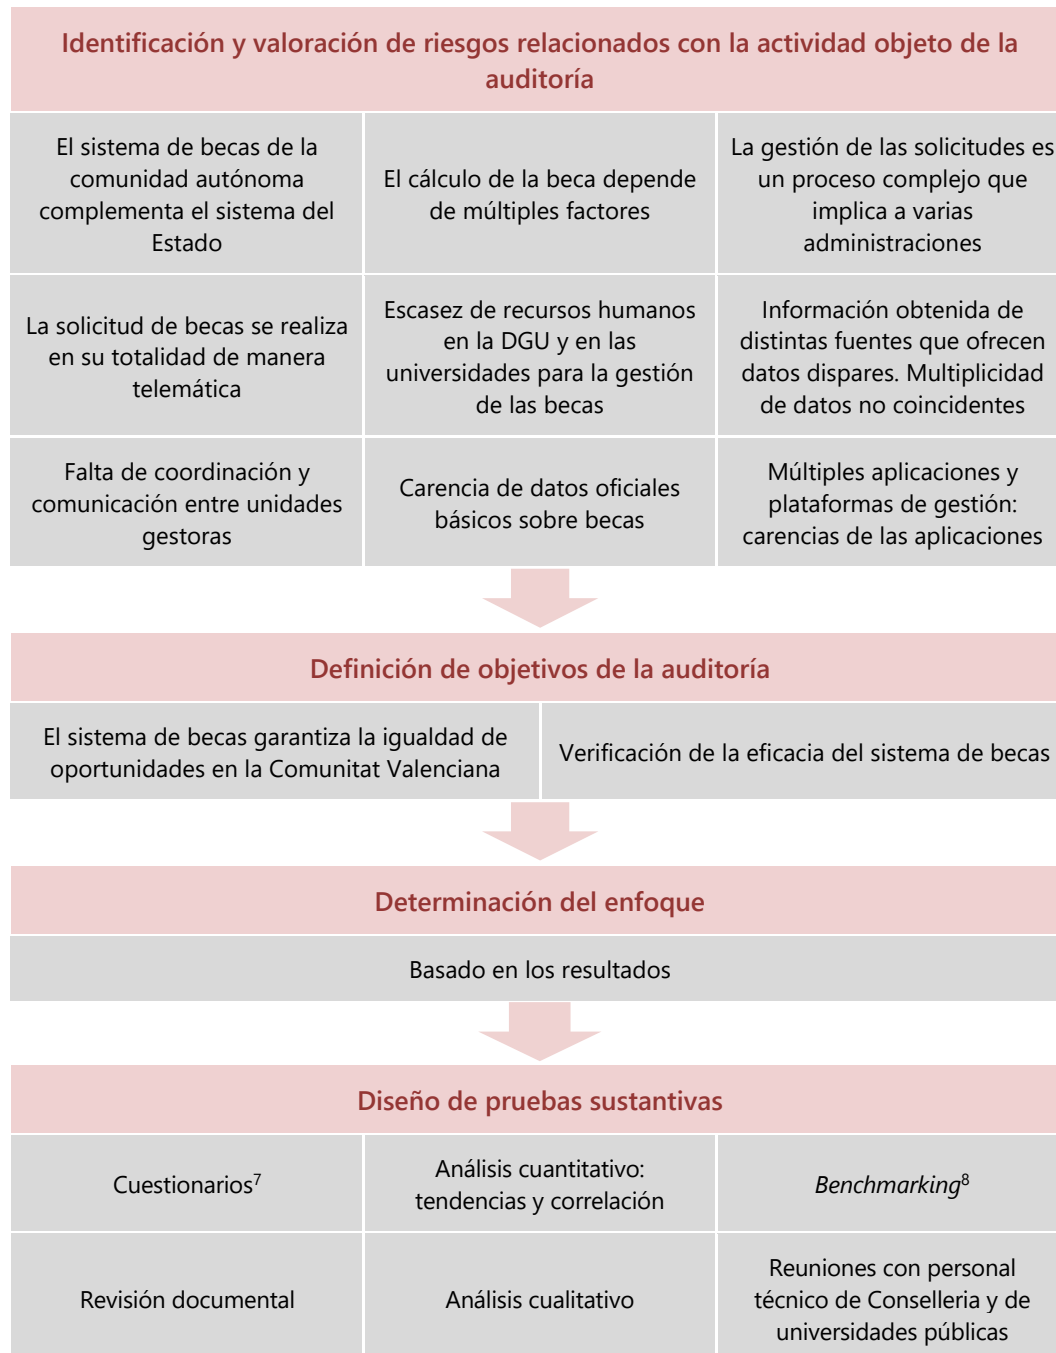 Identificación y valoración de riesgos relacionados con la actividad objeto de la
auditoría
El sistema de becas de la
comunidad autónoma
complementa el sistema del
Estado
El cálculo de la beca depende
de múltiples factores
La gestión de las solicitudes es
un proceso complejo que
implica a varias
administraciones
La solicitud de becas se realiza
en su totalidad de manera
telemática
Escasez de recursos humanos
en la DGU y en las
universidades para la gestión
de las becas
Información obtenida de
distintas fuentes que ofrecen
datos dispares. Multiplicidad
de datos no coincidentes
Falta de coordinación y
comunicación entre unidades
gestoras
Carencia de datos oficiales
básicos sobre becas
Múltiples aplicaciones y
plataformas de gestión:
carencias de las aplicaciones
Definición de objetivos de la auditoría
El sistema de becas garantiza la igualdad de
oportunidades en la Comunitat Valenciana
Verificación de la eficacia del sistema de becas
Determinación del enfoque
Basado en los resultados
Diseño de pruebas sustantivas
Cuestionarios⁷
Análisis cuantitativo:
tendencias y correlación
Benchmarking⁸
Revisión documental
Análisis cualitativo
Reuniones con personal
técnico de Conselleria y de
universidades públicas